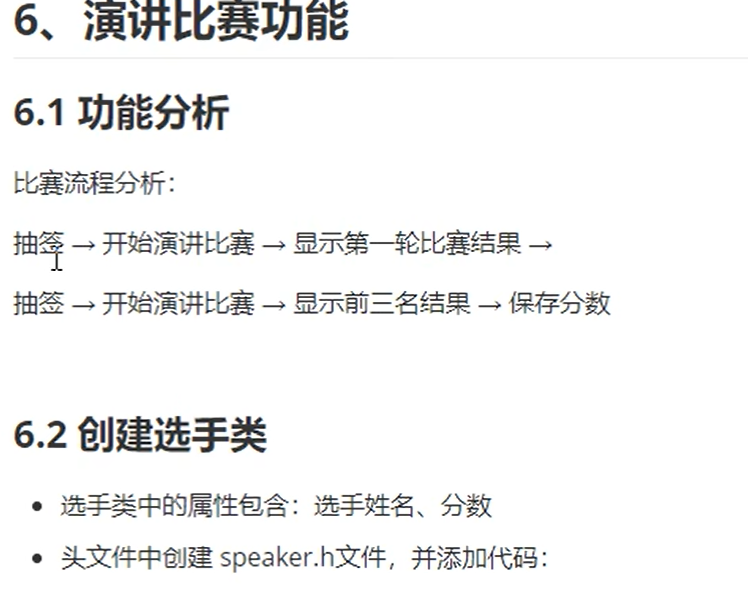 6、演讲比赛功能
6.1 功能分析
比赛流程分析：
抽签 → 开始演讲比赛 → 显示第一轮比赛结果 →
抽签 → 开始演讲比赛 → 显示前三名结果 → 保存分数
6.2 创建选手类
• 选手类中的属性包含：选手姓名、分数
• 头文件中创建 speaker.h文件，并添加代码：